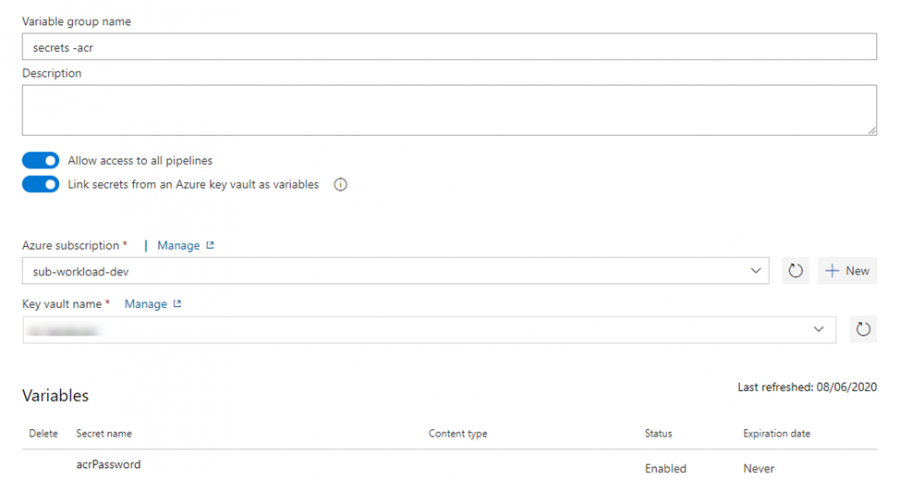 Variable group name
secrets -acr
Description
Allow access to all pipelines
Link secrets from an Azure key vault as variables
Azure subscription * | Manage
sub-workload-dev
New
Key vault name * Manage
Last refreshed: 08/06/2020
Variables
Delete Secret name Content type Status Expiration date
acrPassword Enabled Never